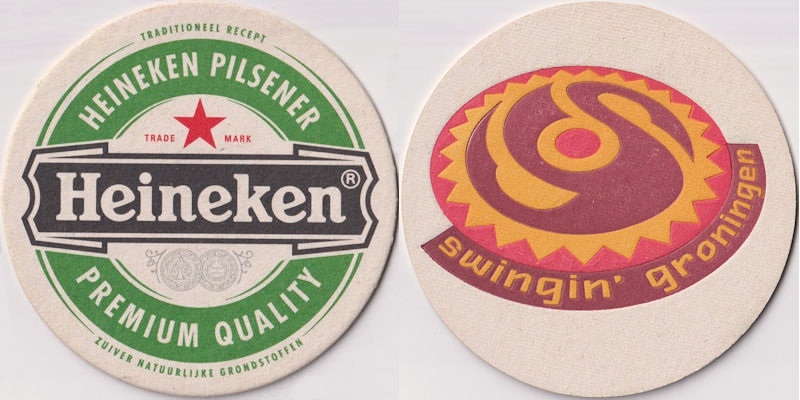 TRADITIONEEL RECEPT
HEINEKEN PILSENER
TRADE MARK
Heineken®
PREMIUM QUALITY
ZUIVER NATUURLIJKE GRONDSTOFFEN
swingin' groningen